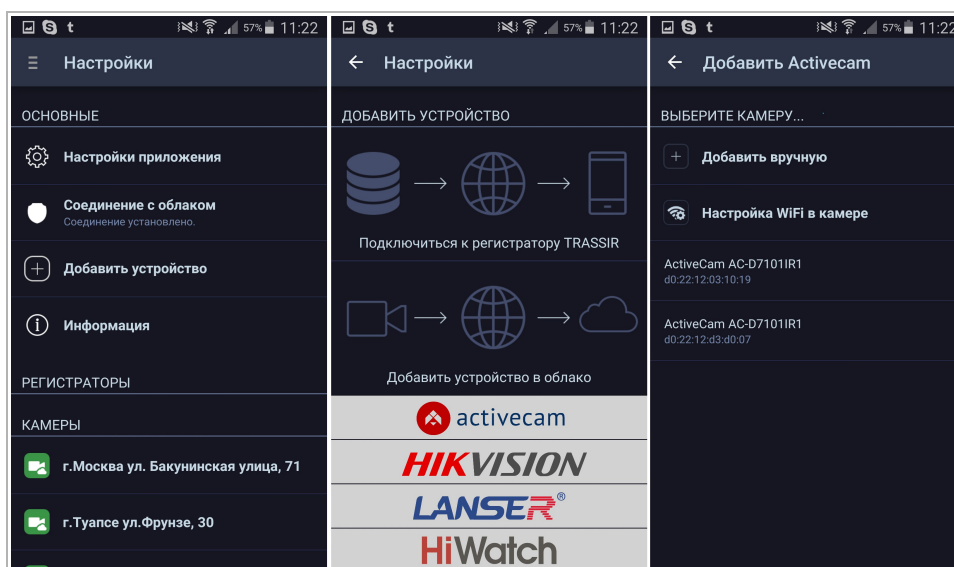 t
57%
11:22
Настройки
ОСНОВНЫЕ
Настройки приложения
Соединение с облаком
Соединение установлено.
Добавить устройство
Информация
РЕГИСТРАТОРЫ
КАМЕРЫ
г.Москва ул. Бакунинская улица, 71
г.Туапсе ул.Фрунзе, 30
t
57%
11:22
Настройки
ДОБАВИТЬ УСТРОЙСТВО
Подключиться к регистратору TRASSIR
Добавить устройство в облако
activecam
HIKVISION
LANSER®
HiWatch
t
57%
11:22
Добавить Activecam
ВЫБЕРИТЕ КАМЕРУ...
Добавить вручную
Настройка WiFi в камере
ActiveCam AC-D7101IR1
d0:22:12:03:10:19
ActiveCam AC-D7101IR1
d0:22:12:d3:d0:07